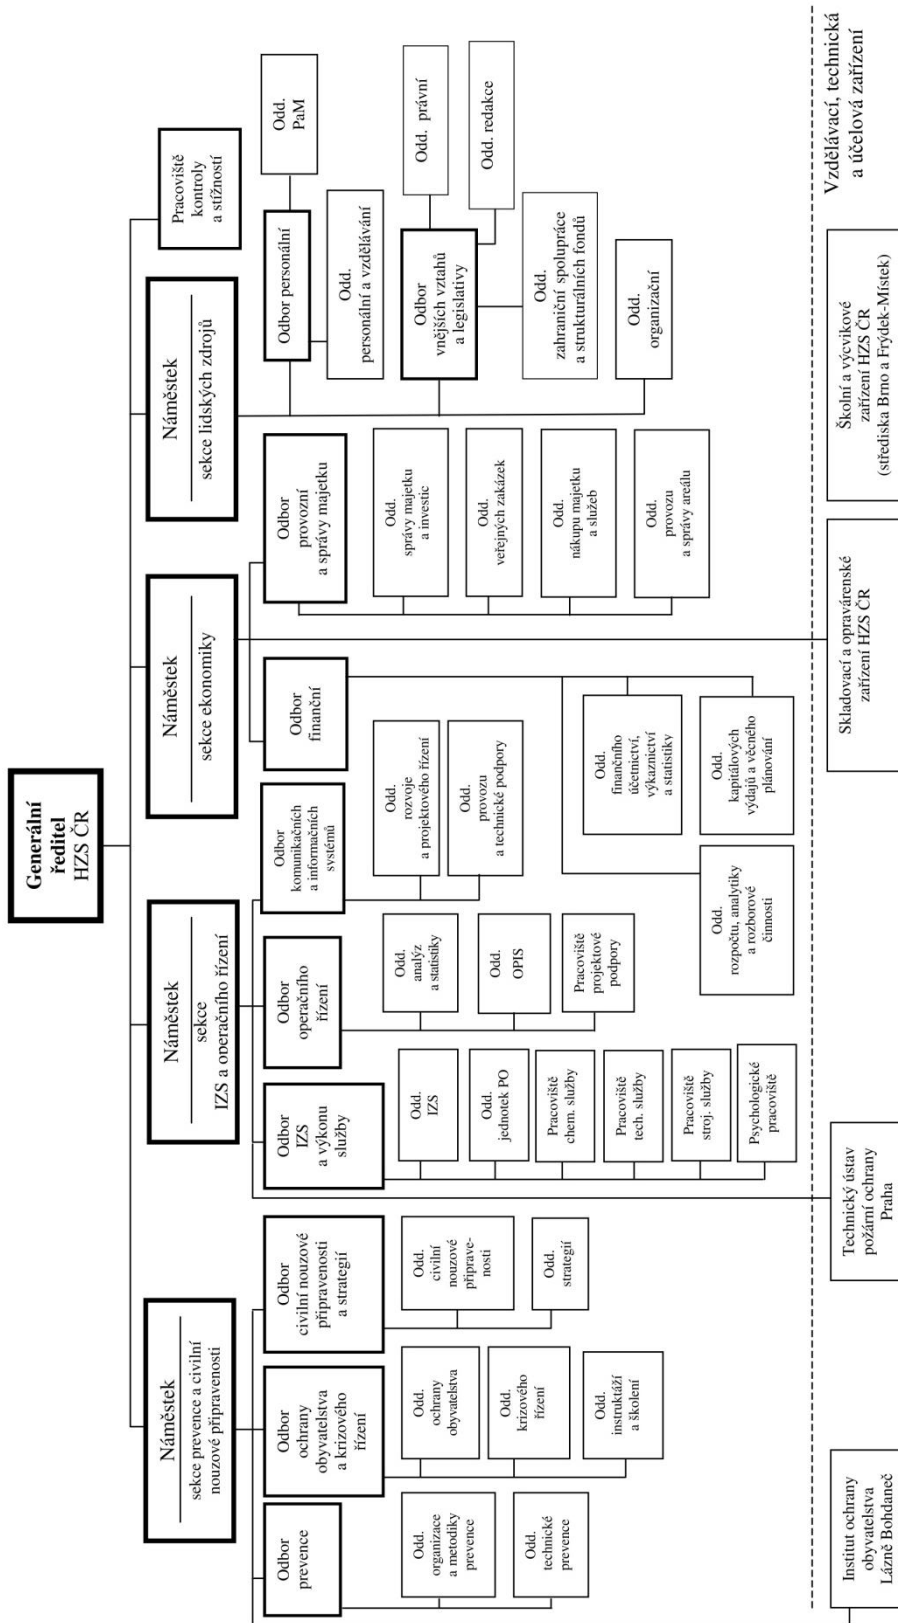 Generální
ředitel
HZS ČR
Náměstek
sekce prevence a civilní
nouzové připravenosti
Náměstek
sekce
IZS a operačního řízení
Náměstek
sekce ekonomiky
Náměstek
sekce lidských zdrojů
Pracoviště
kontroly
a stížností
Odbor
prevence
Odd.
organizace
a metodiky
prevence
Odd.
technické
prevence
Odbor
ochrany
obyvatelstva
a krizového
řízení
Odd.
ochrany
obyvatelstva
Odd.
krizového
řízení
Odd.
instruktáží
a školení
Odbor
civilní nouzové
připravenosti
a strategií
Odd.
civilní
nouzové
připrave-
nosti
Odd.
strategií
Odbor
IZS
a výkonu
služby
Odd.
IZS
Odd.
jednotek PO
Pracoviště
chem. služby
Pracoviště
tech. služby
Pracoviště
stroj. služby
Psychologické
pracoviště
Odbor
operačního
řízení
Odd.
analýz
a statistiky
Odd.
OPIS
Pracoviště
projektové
podpory
Odbor
komunikačních
a informačních
systémů
Odd.
rozvoje
a projektového řízení
Odd.
provozu
a technické podpory
Odbor
finanční
Odd.
rozpočtu, analytiky
a rozborové
činnosti
Odd.
finančního
účetnictví,
výkaznictví
a statistiky
Odd.
kapitálových
výdajů a věcného
plánování
Odbor
provozní
a správy majetku
Odd.
správy majetku
a investic
Odd.
veřejných zakázek
Odd.
nákupu majetku
a služeb
Odd.
provozu
a správy areálu
Odbor personální
Odd.
PaM
Odd.
personální a vzdělávání
Odbor
vnějších vztahů
a legislativy
Odd. právní
Odd. redakce
Odd.
zahraniční spolupráce
a strukturálních fondů
Odd.
organizační
Vzdělávací, technická
a účelová zařízení
Institut ochrany
obyvatelstva
Lázně Bohdaneč
Technický ústav
požární ochrany
Praha
Skladovací a opravárenské
zařízení HZS ČR
Školní a výcvikové
zařízení HZS ČR
(střediska Brno a Frýdek-Místek)